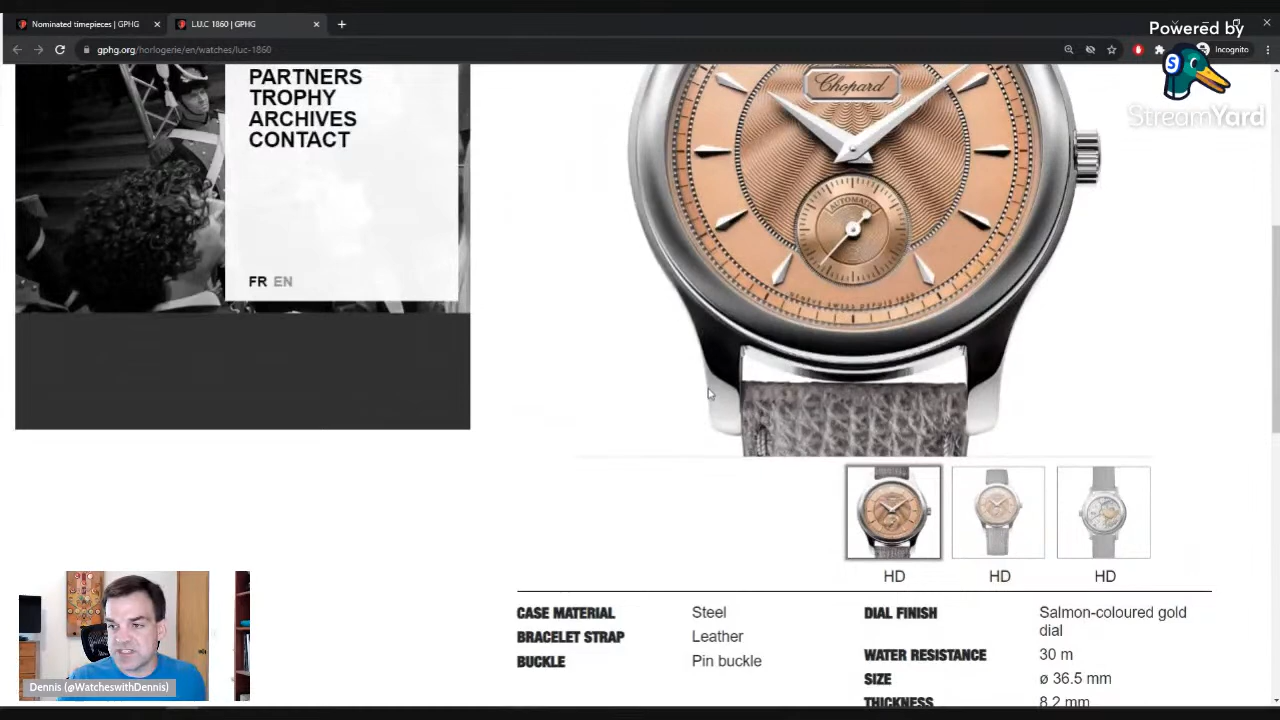 Nominated timepieces | GPHG
L.U.C 1860 | GPHG
Powered by
gphg.org/horlogerie/en/watches/luc-1860
Incognito
S
StreamYard
PARTNERS
TROPHY
ARCHIVES
CONTACT
FR EN
Chopard
AUTOMATIC
HD
HD
HD
CASE MATERIAL Steel
DIAL FINISH Salmon-coloured gold
dial
BRACELET STRAP Leather
BUCKLE Pin buckle
WATER RESISTANCE 30 m
SIZE ø 36.5 mm
THICKNESS 8.2 mm
Dennis (@WatcheswithDennis)